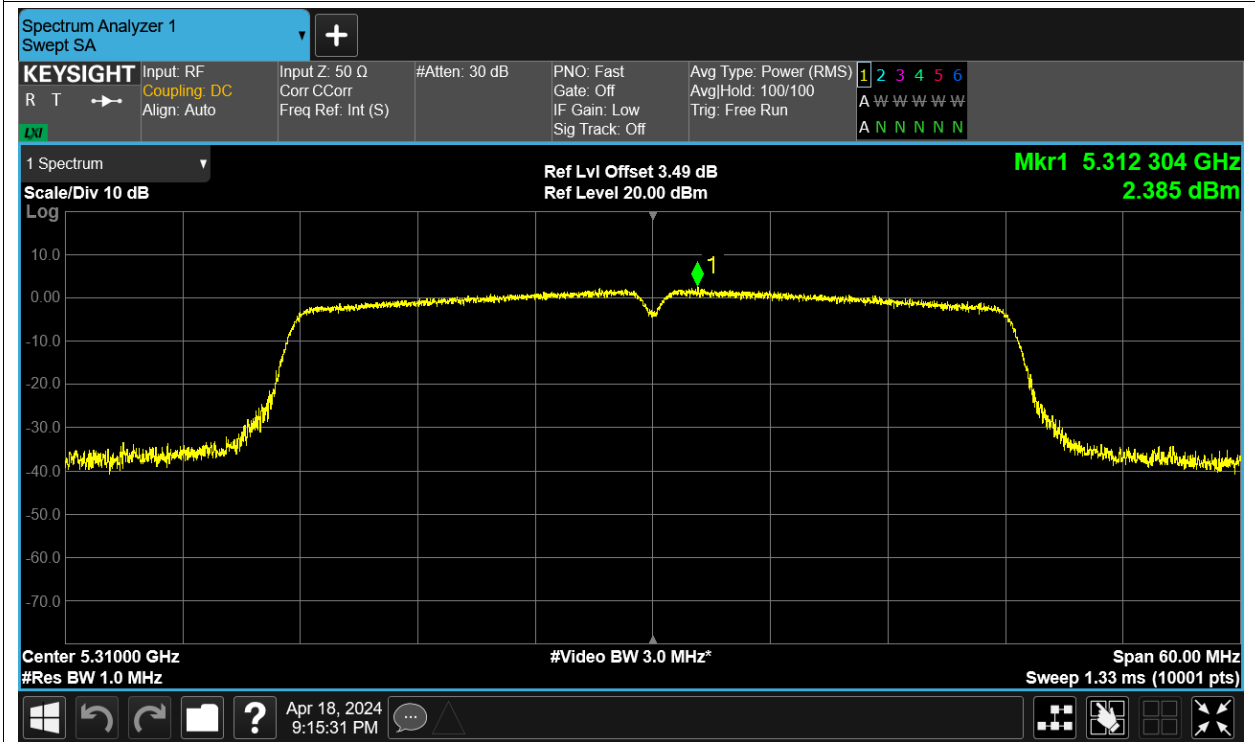 Spectrum Analyzer 1
Swept SA
KEYSIGHT
R T
LXI
Input: RF
Coupling: DC
Align: Auto
Input Z: 50 Ω
Corr CCorr
Freq Ref: Int (S)
#Atten: 30 dB
PNO: Fast
Gate: Off
IF Gain: Low
Sig Track: Off
Avg Type: Power (RMS)
Avg|Hold: 100/100
Trig: Free Run
1 2 3 4 5 6
A W W W W W
A N N N N N
1 Spectrum
Scale/Div 10 dB
Log
Ref Lvl Offset 3.49 dB
Ref Level 20.00 dBm
Mkr1 5.312 304 GHz
2.385 dBm
10.0
1
0.00
-10.0
-20.0
-30.0
-40.0
-50.0
-60.0
-70.0
Center 5.31000 GHz
#Res BW 1.0 MHz
#Video BW 3.0 MHz*
Span 60.00 MHz
Sweep 1.33 ms (10001 pts)
?
Apr 18, 2024
9:15:31 PM